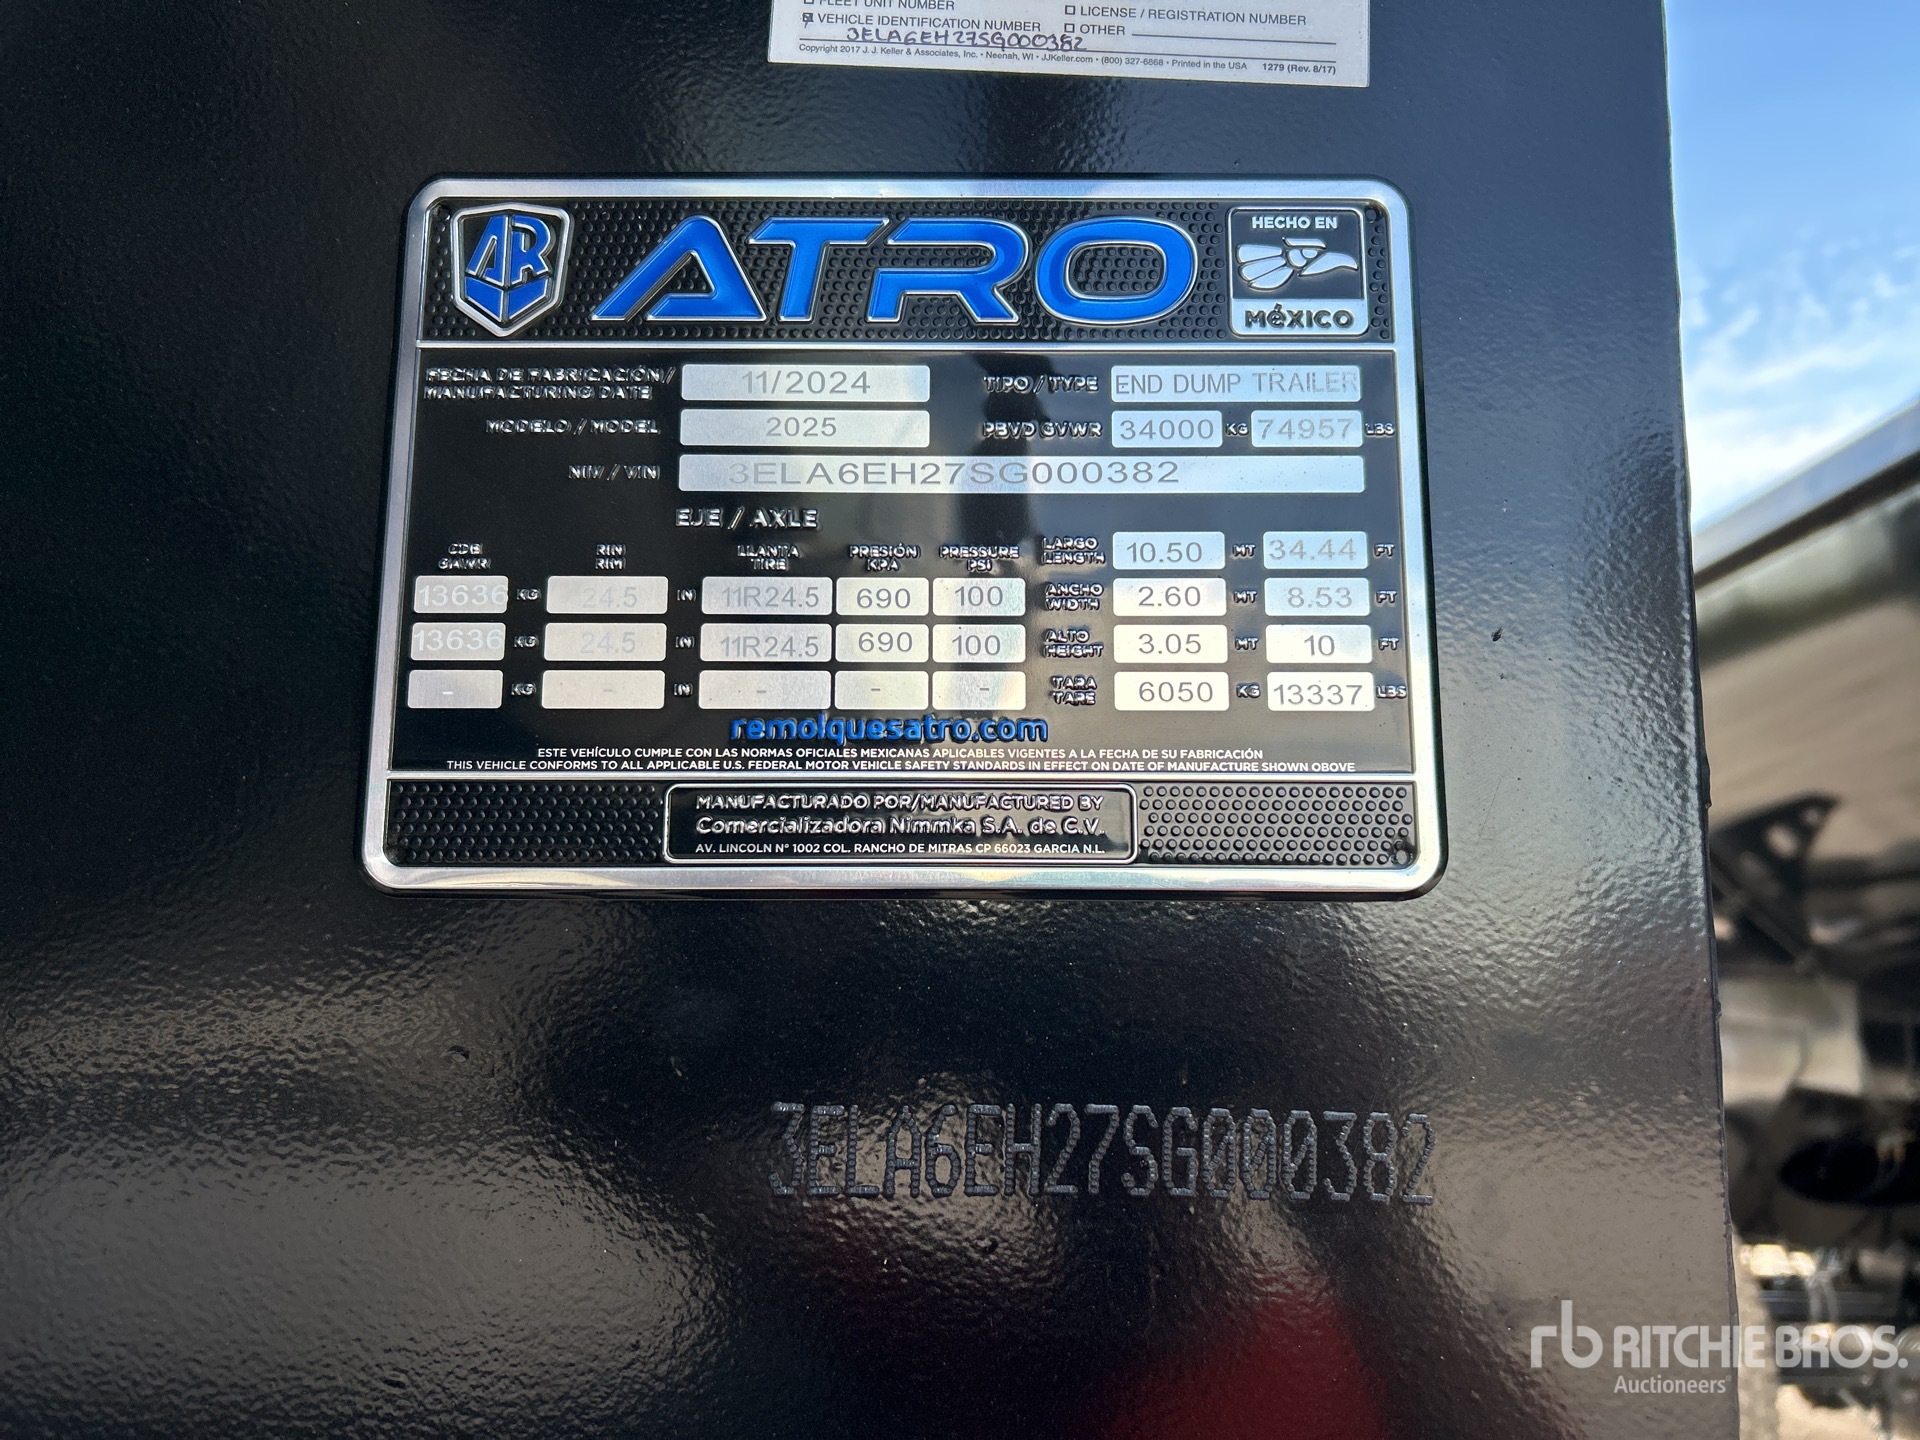 FLEET UNIT NUMBER
☐ LICENSE / REGISTRATION NUMBER
VEHICLE IDENTIFICATION NUMBER ☐ OTHER
3ELA6EH27SG000382
Copyright 2017 J. J. Keller & Associates, Inc. • Neenah, WI • JJKeller.com • (800) 327-6868 • Printed in the USA 1279 (Rev. 8/17)
AR ATRO HECHO EN
MéXICO
FECHA DE FABRICACIÓN/
MANUFACTURING DATE 11/2024 TIPO/TYPE END DUMP TRAILER
MODELO / MODEL 2025 PBVD GVWR 34000 KG 74957 LBS
NIV / VIN 3ELA6EH27SG000382
EJE / AXLE
CDE GAWR RIN RIM LLANTA TIRE PRESIÓN KPA PRESSURE PSI LARGO LENGTH 10.50 MT 34.44 FT
13636 KG 24.5 IN 11R24.5 690 100 ANCHO WIDTH 2.60 MT 8.53 FT
13636 KG 24.5 IN 11R24.5 690 100 ALTO HEIGHT 3.05 MT 10 FT
- KG - IN - - - TARA TARE 6050 KG 13337 LBS
remolquesatro.com
ESTE VEHÍCULO CUMPLE CON LAS NORMAS OFICIALES MEXICANAS APLICABLES VIGENTES A LA FECHA DE SU FABRICACIÓN
THIS VEHICLE CONFORMS TO ALL APPLICABLE U.S. FEDERAL MOTOR VEHICLE SAFETY STANDARDS IN EFFECT ON DATE OF MANUFACTURE SHOWN OBOVE
MANUFACTURADO POR/MANUFACTURED BY
Comercializadora Nimmka S.A. de C.V.
AV. LINCOLN N° 1002 COL. RANCHO DE MITRAS CP 66023 GARCIA N.L.
3ELA6EH27SG000382
rb RITCHIE BROS.
Auctioneers